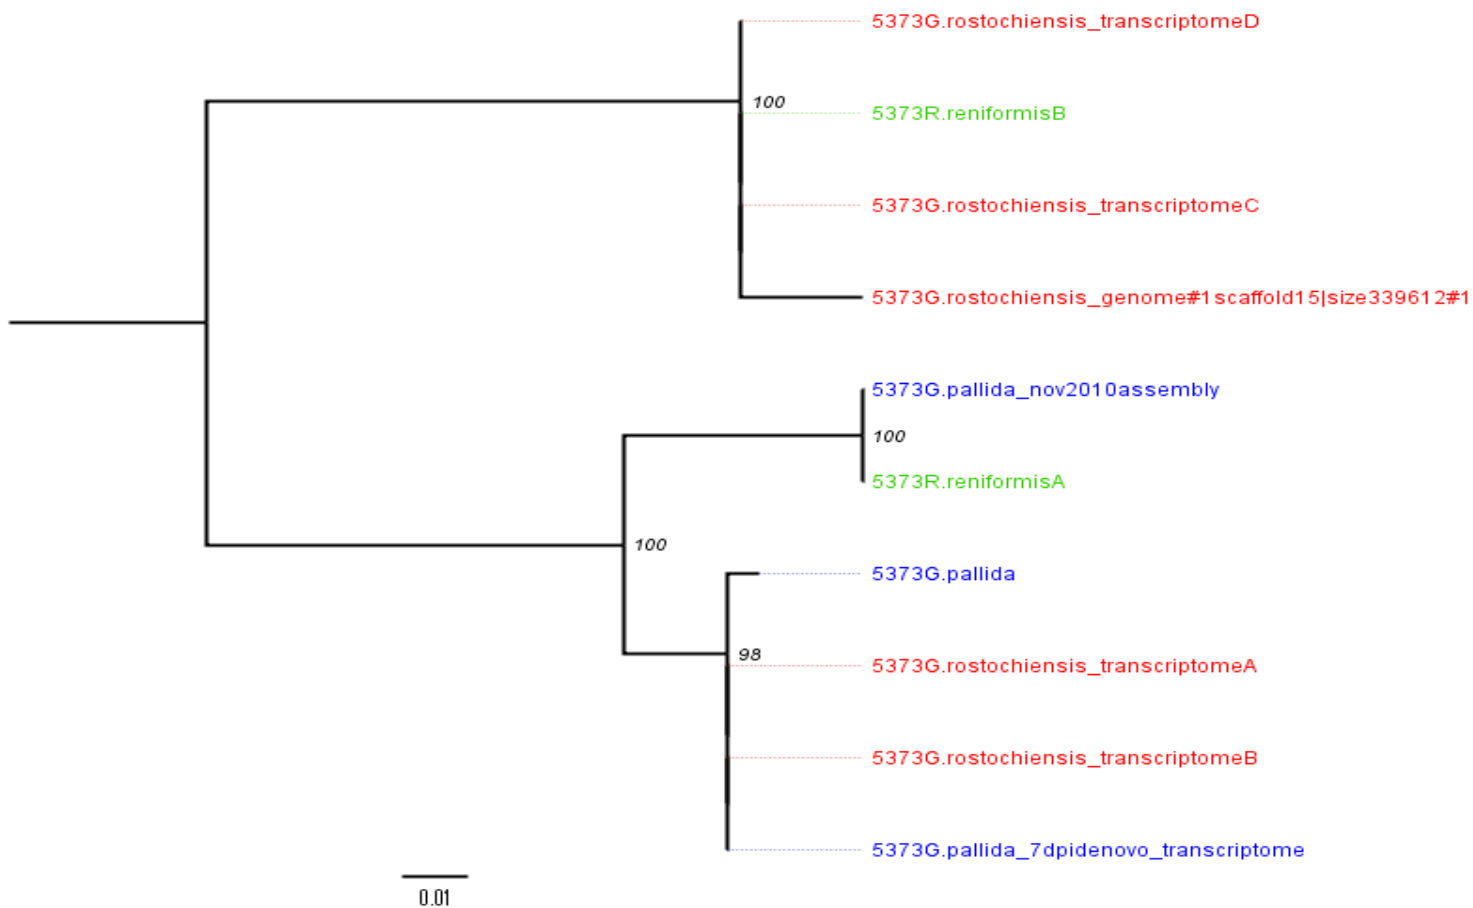 5373G.rostochiensis_transcriptomeD
100
5373R.reniformisB
5373G.rostochiensis_transcriptomeC
5373G.rostochiensis_genome#1scaffold15|size339612#1
5373G.pallida_nov2010assembly
100
5373R.reniformisA
100
5373G.pallida
98
5373G.rostochiensis_transcriptomeA
5373G.rostochiensis_transcriptomeB
5373G.pallida_7dpidenovo_transcriptome
0.01